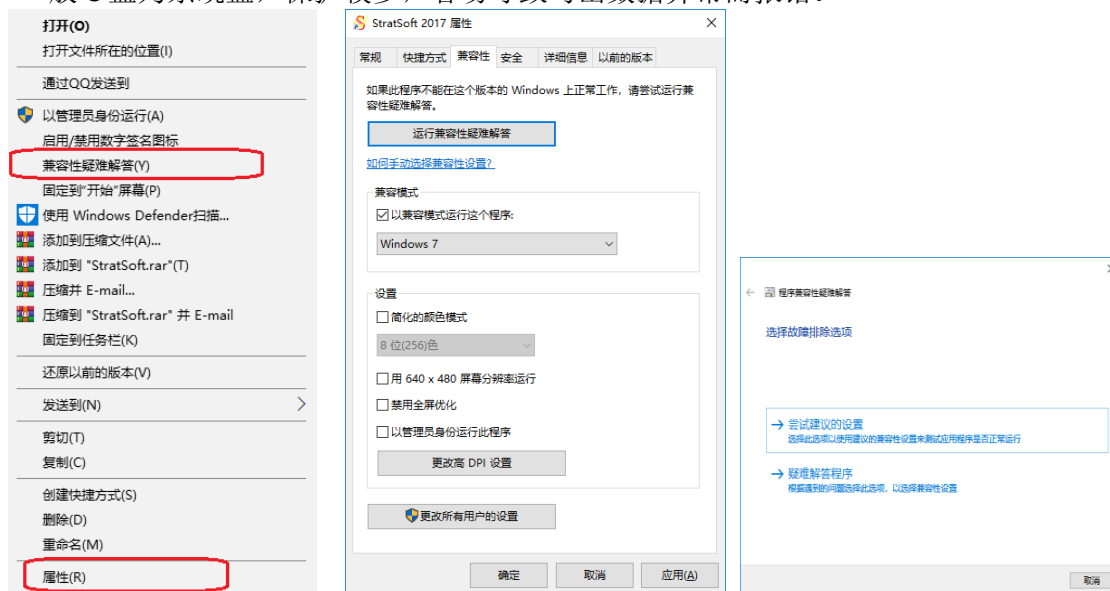 打开(O)
打开文件所在的位置(I)
通过QQ发送到
以管理员身份运行(A)
启用/禁用数字签名图标
兼容性疑难解答(Y)
固定到"开始"屏幕(P)
使用 Windows Defender扫描...
添加到压缩文件(A)...
添加到 "StratSoft.rar"(T)
压缩并 E-mail...
压缩到 "StratSoft.rar" 并 E-mail
固定到任务栏(K)
还原以前的版本(V)
发送到(N)
剪切(T)
复制(C)
创建快捷方式(S)
删除(D)
重命名(M)
属性(R)
StratSoft 2017 属性
常规 快捷方式 兼容性 安全 详细信息 以前的版本
如果此程序不能在这个版本的 Windows 上正常工作，请尝试运行兼
容性疑难解答。
运行兼容性疑难解答
如何手动选择兼容性设置?
兼容模式
以兼容模式运行这个程序:
Windows 7
设置
简化的颜色模式
8 位(256)色
用 640 x 480 屏幕分辨率运行
禁用全屏优化
以管理员身份运行此程序
更改高 DPI 设置
更改所有用户的设置
确定 取消 应用(A)
程序兼容性疑难解答
选择故障排除选项
尝试建议的设置
选择此选项以使用建议的兼容性设置来测试应用程序是否正常运行
疑难解答程序
根据遇到的问题选择此选项，以选择兼容性设置
取消